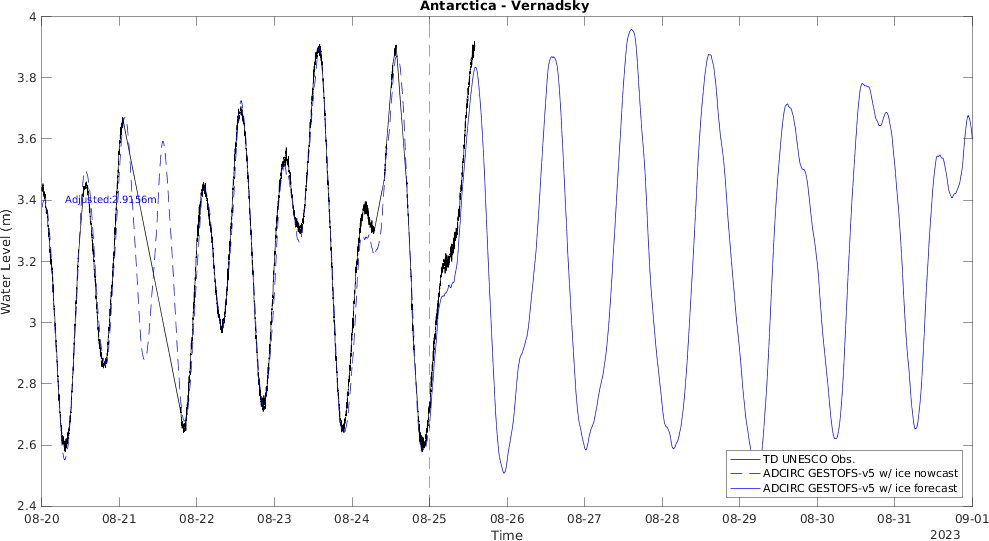 Antarctica - Vernadsky
4
3.8
3.6
3.4
3.2
3
2.8
2.6
2.4
Water Level (m)
Adjusted:2.9156m
TD UNESCO Obs.
ADCIRC GESTOFS-v5 w/ ice nowcast
ADCIRC GESTOFS-v5 w/ ice forecast
08-20 08-21 08-22 08-23 08-24 08-25 08-26 08-27 08-28 08-29 08-30 08-31 09-01
Time
2023